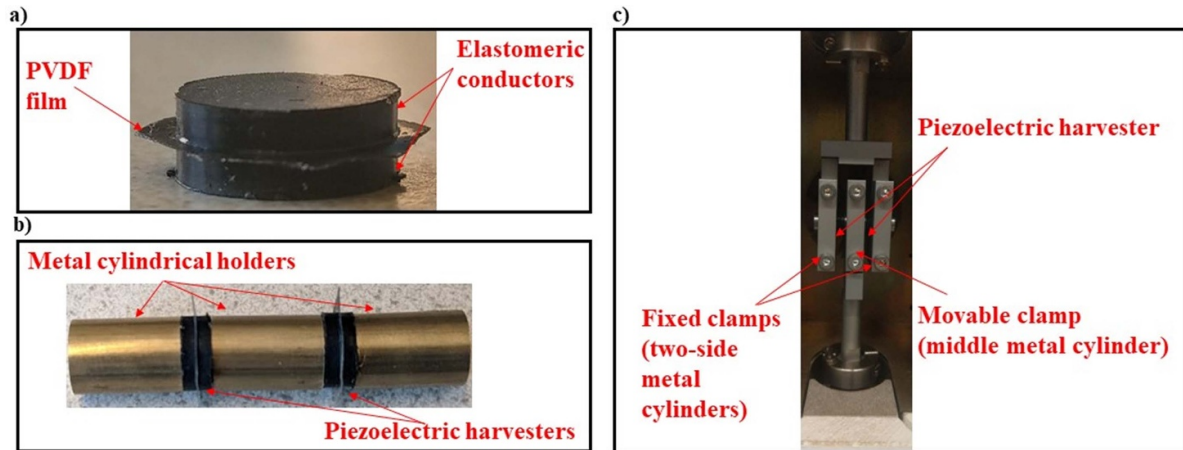 a)
PVDF
film
Elastomeric
conductors
b)
Metal cylindrical holders
Piezoelectric harvesters
c)
Piezoelectric harvester
Fixed clamps
(two-side
metal
cylinders)
Movable clamp
(middle metal cylinder)